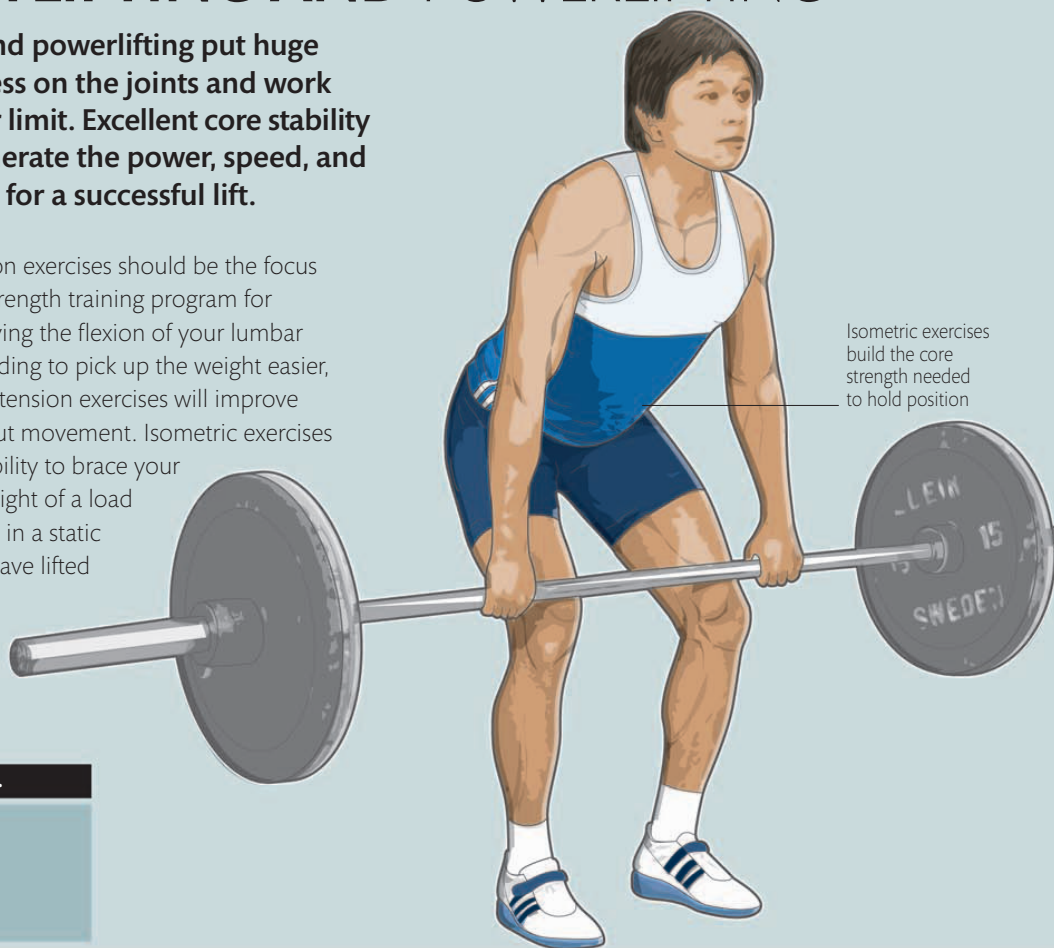 TLIFTING AND POWERLIFTING
nd powerlifting put huge
ess on the joints and work
r limit. Excellent core stability
erate the power, speed, and
for a successful lift.
on exercises should be the focus
rength training program for
ving the flexion of your lumbar
ding to pick up the weight easier,
tension exercises will improve
ut movement. Isometric exercises
bility to brace your
ight of a load
in a static
ave lifted
Isometric exercises
build the core
strength needed
to hold position
LEIN
15
SWEDEN